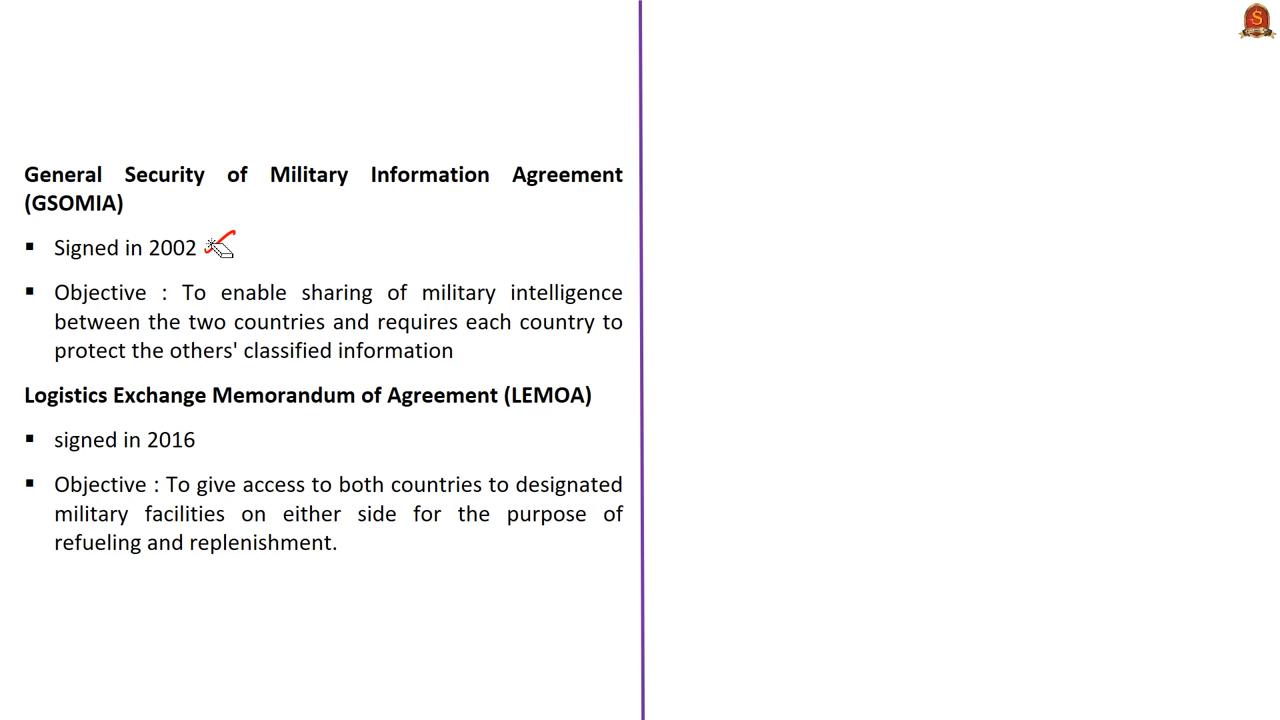 General Security of Military Information Agreement
(GSOMIA)
▪ Signed in 2002
▪ Objective : To enable sharing of military intelligence
between the two countries and requires each country to
protect the others' classified information
Logistics Exchange Memorandum of Agreement (LEMOA)
▪ signed in 2016
▪ Objective : To give access to both countries to designated
military facilities on either side for the purpose of
refueling and replenishment.
S